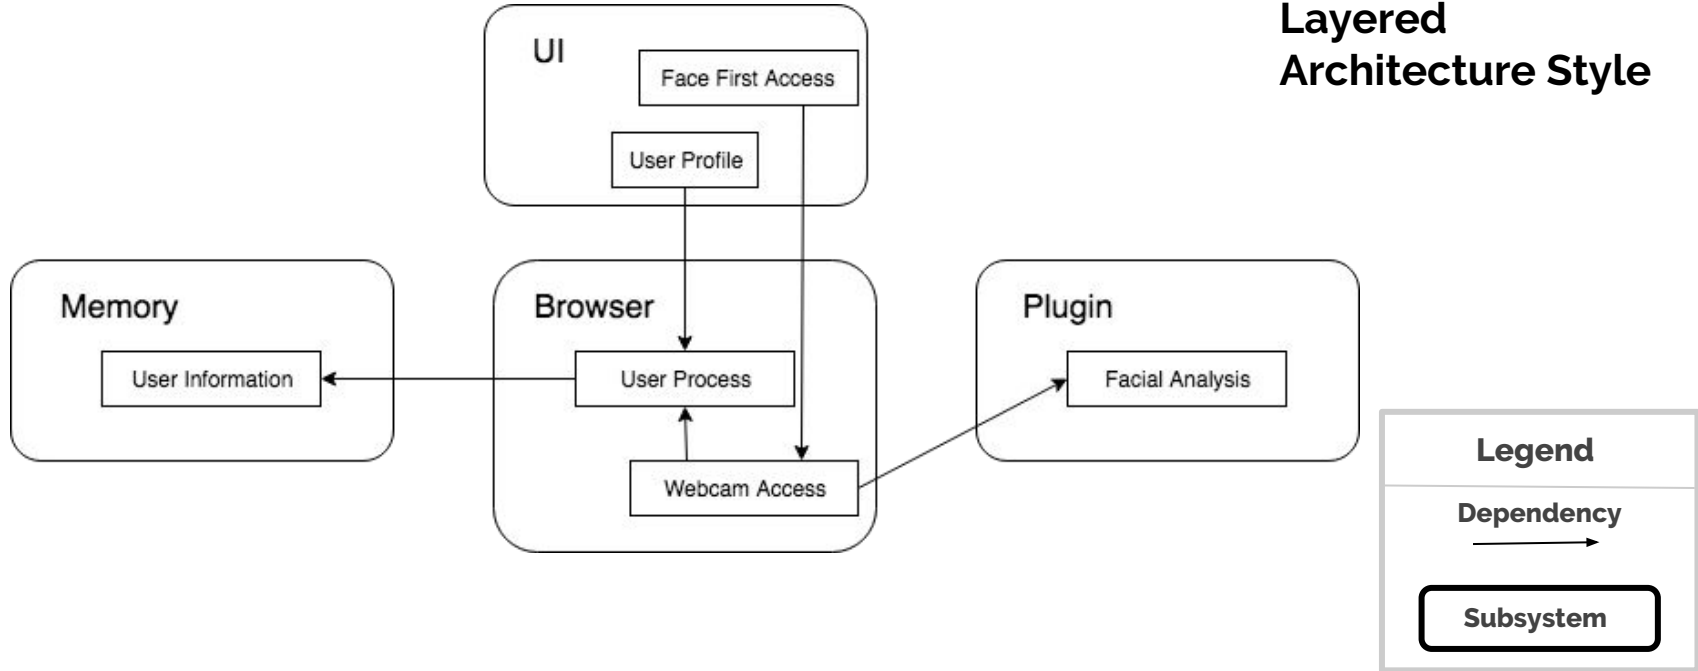 Layered
Architecture Style
UI
Face First Access
User Profile
Memory
User Information
Browser
User Process
Webcam Access
Plugin
Facial Analysis
Legend
Dependency
Subsystem